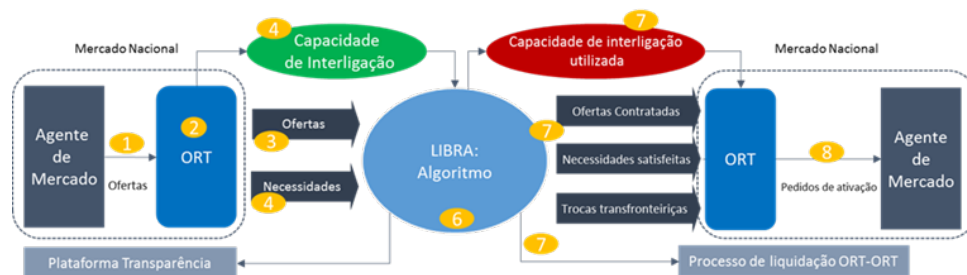 Mercado Nacional
4
Capacidade
de Interligação
7
Capacidade de interligação
utilizada
Mercado Nacional
Agente
de
Mercado
1
Ofertas
2
ORT
Ofertas
3
Necessidades
4
LIBRA:
Algoritmo
6
7
Ofertas Contratadas
Necessidades satisfeitas
Trocas transfronteiriças
ORT
8
Pedidos de ativação
Agente
de
Mercado
Plataforma Transparência
7
Processo de liquidação ORT-ORT